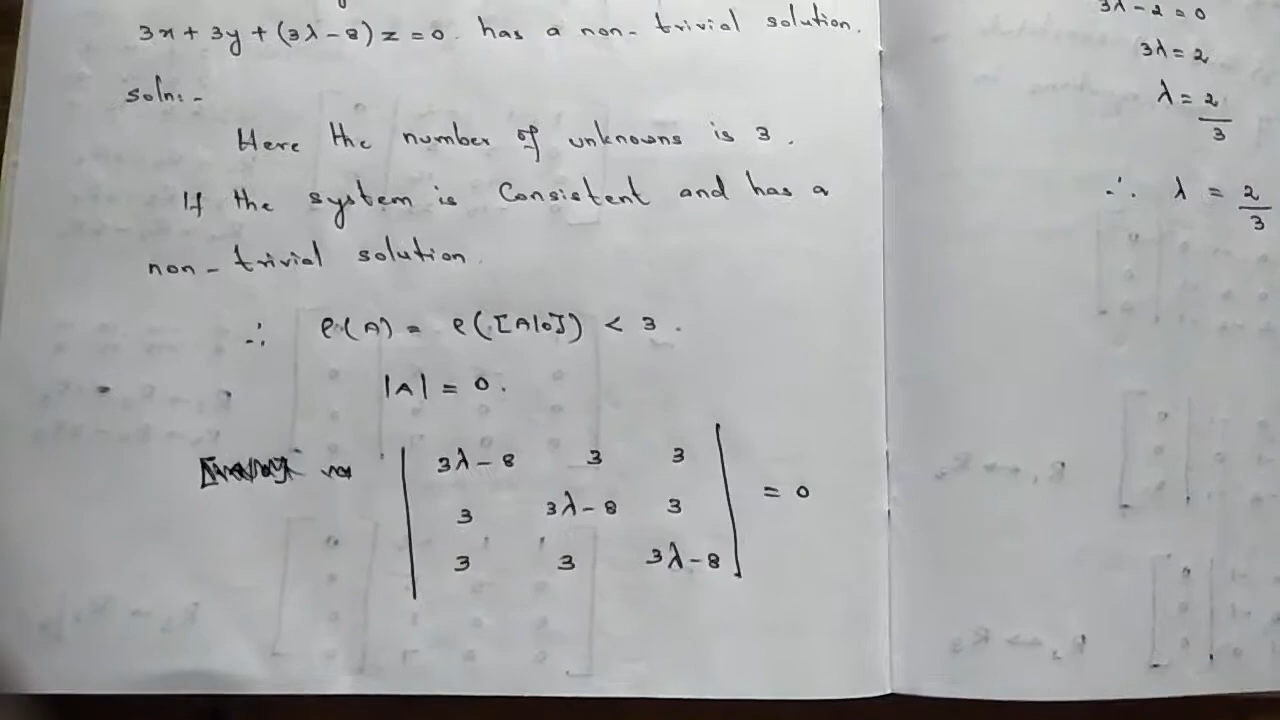 3x + 3y + (3λ - 8) z = 0. has a non-trivial solution.
Soln:-
Here the number of unknowns is 3.
If the system is Consistent and has a
non-trivial solution.
∴ ρ(A) = ρ([A|0]) < 3.
|A| = 0.
| 3λ-8 3 3 |
| 3 3λ-8 3 | = 0
| 3 3 3λ-8 |
3λ - 2 = 0
3λ = 2
λ = 2/3
∴ λ = 2/3